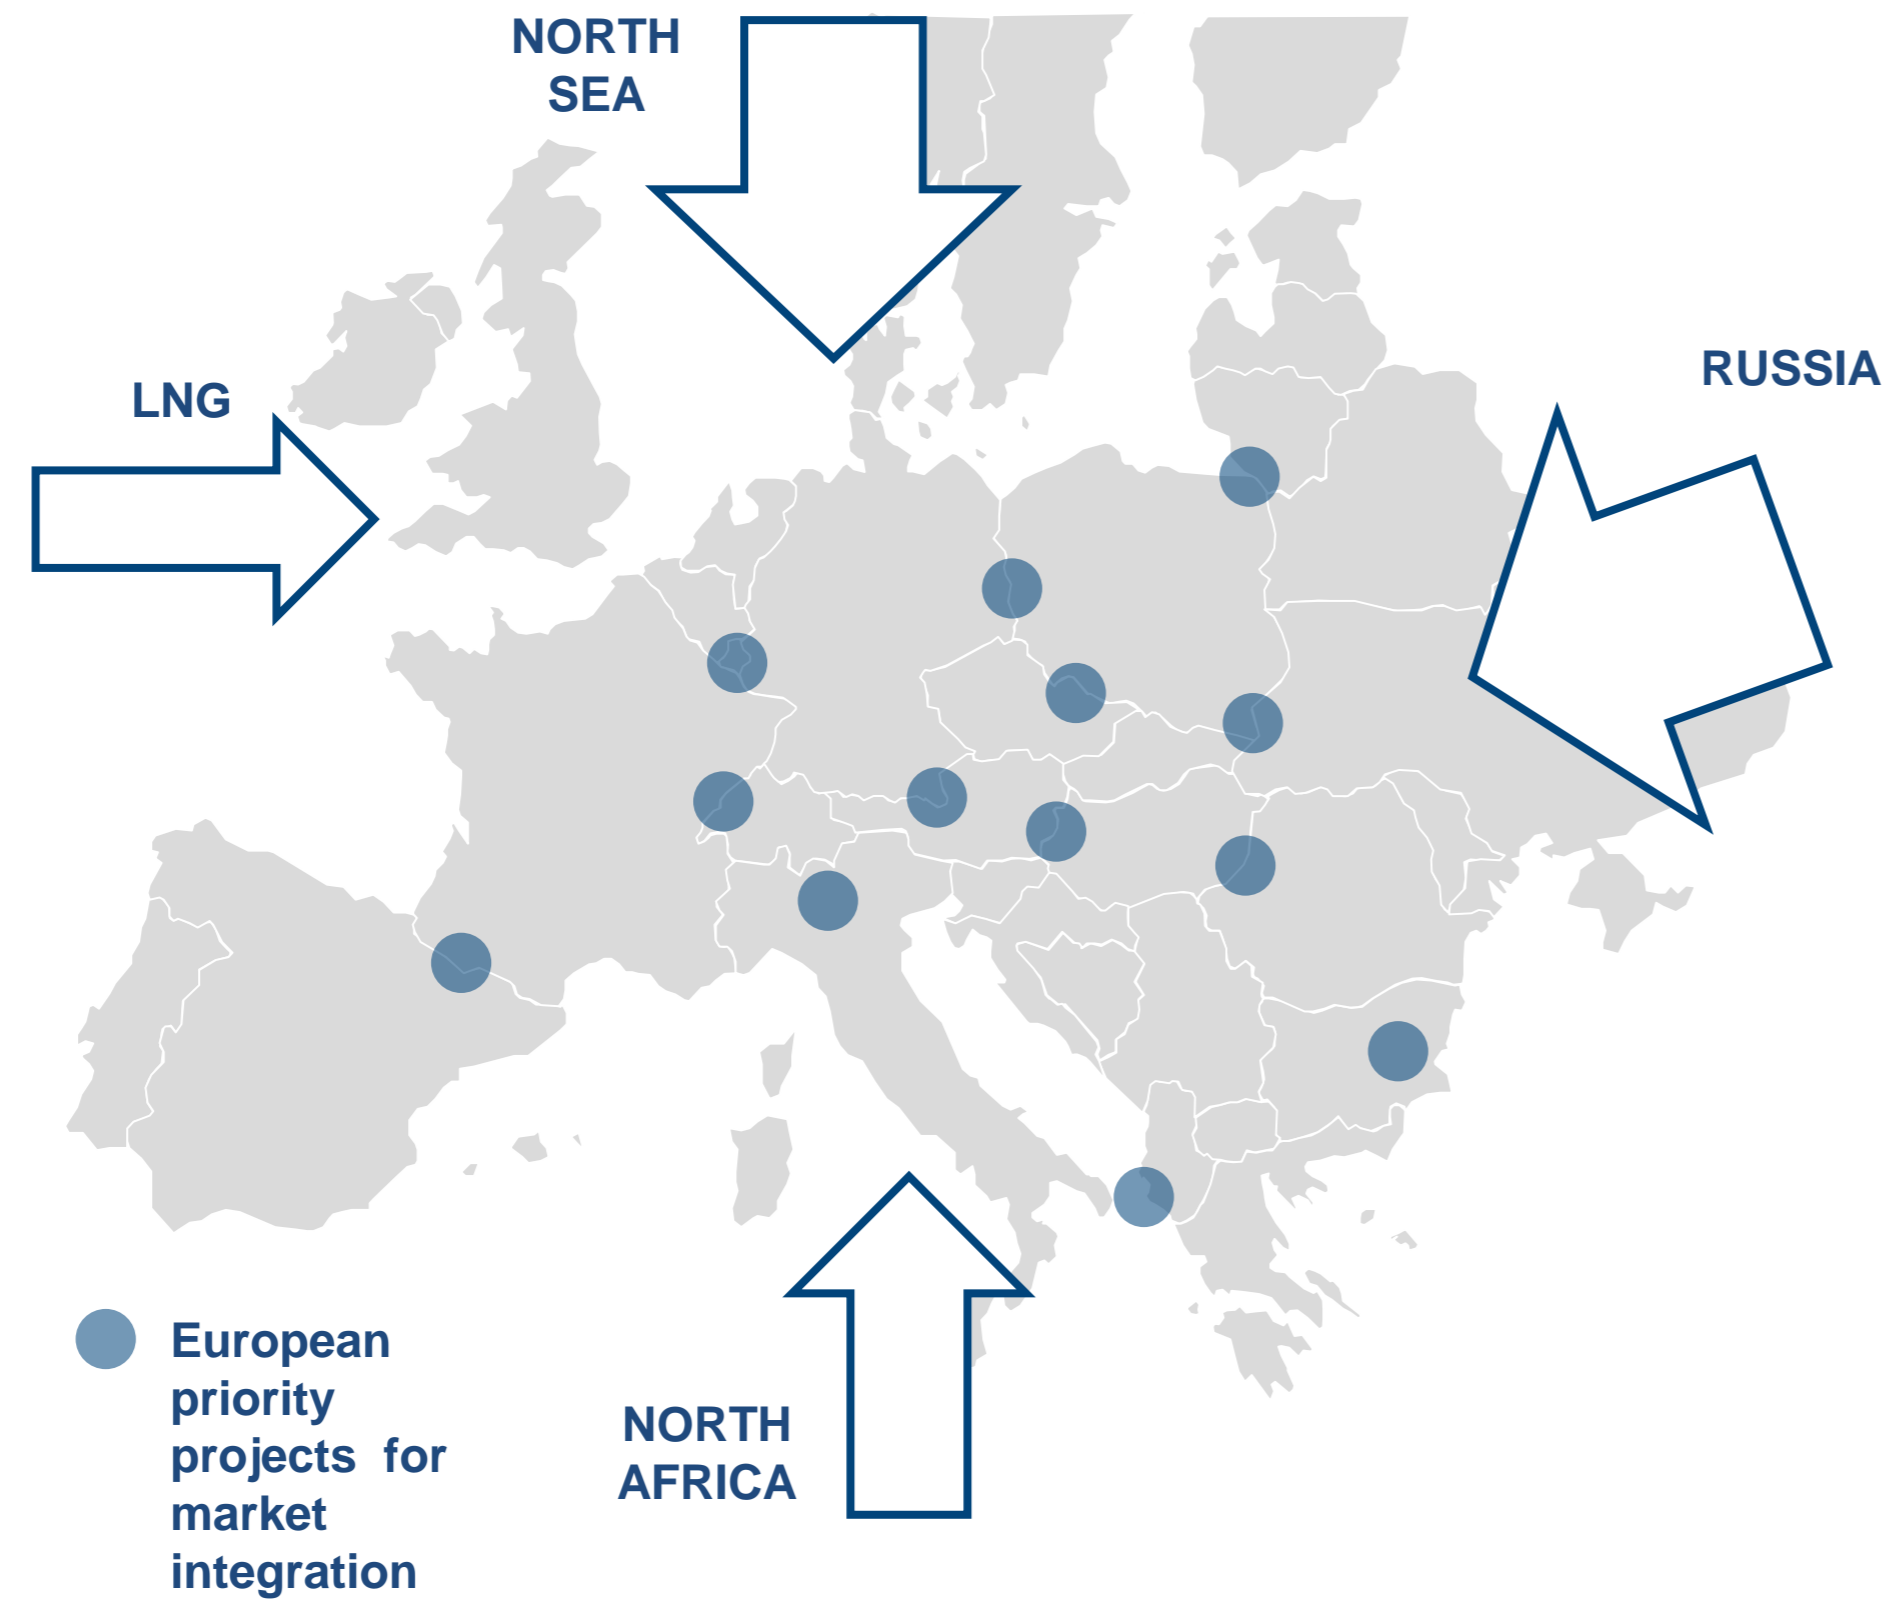 NORTH
SEA
RUSSIA
LNG
European
priority
projects for
market
integration
NORTH
AFRICA